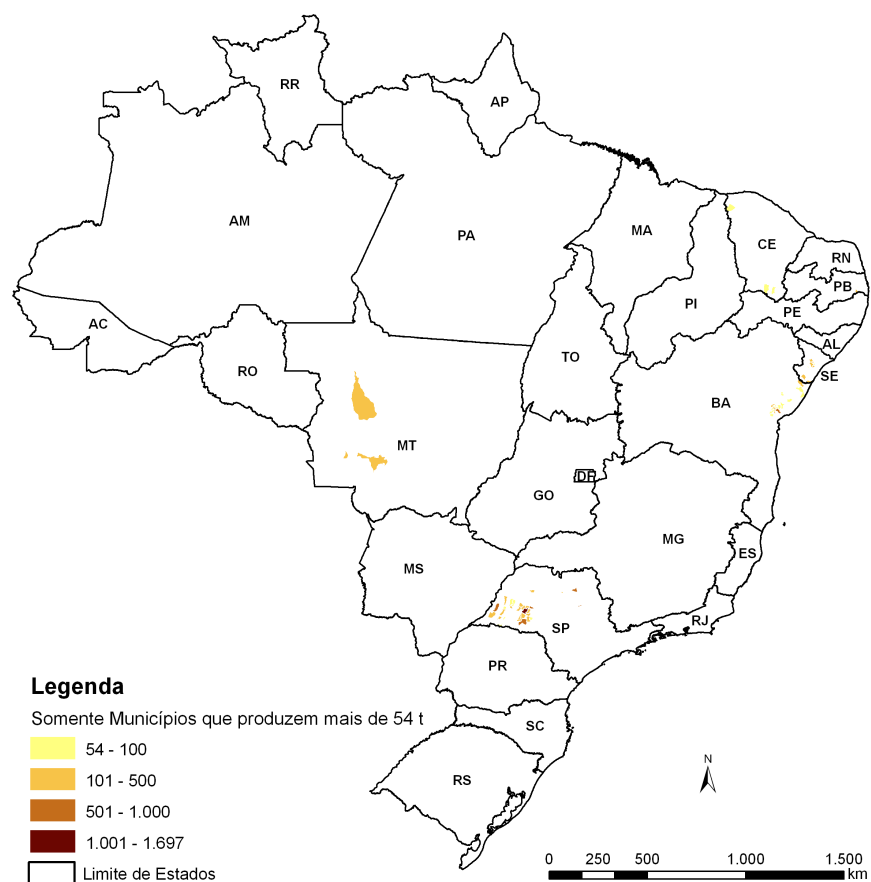 RR
AP
AM
PA
MA
CE
RN
PB
PI
PE
AC
AL
TO
SE
RO
BA
MT
DF
GO
MG
ES
MS
RJ
SP
PR
SC
RS
Legenda
Somente Municípios que produzem mais de 54 t
54 - 100
101 - 500
501 - 1.000
1.001 - 1.697
Limite de Estados
N
0 250 500 1.000 1.500
km